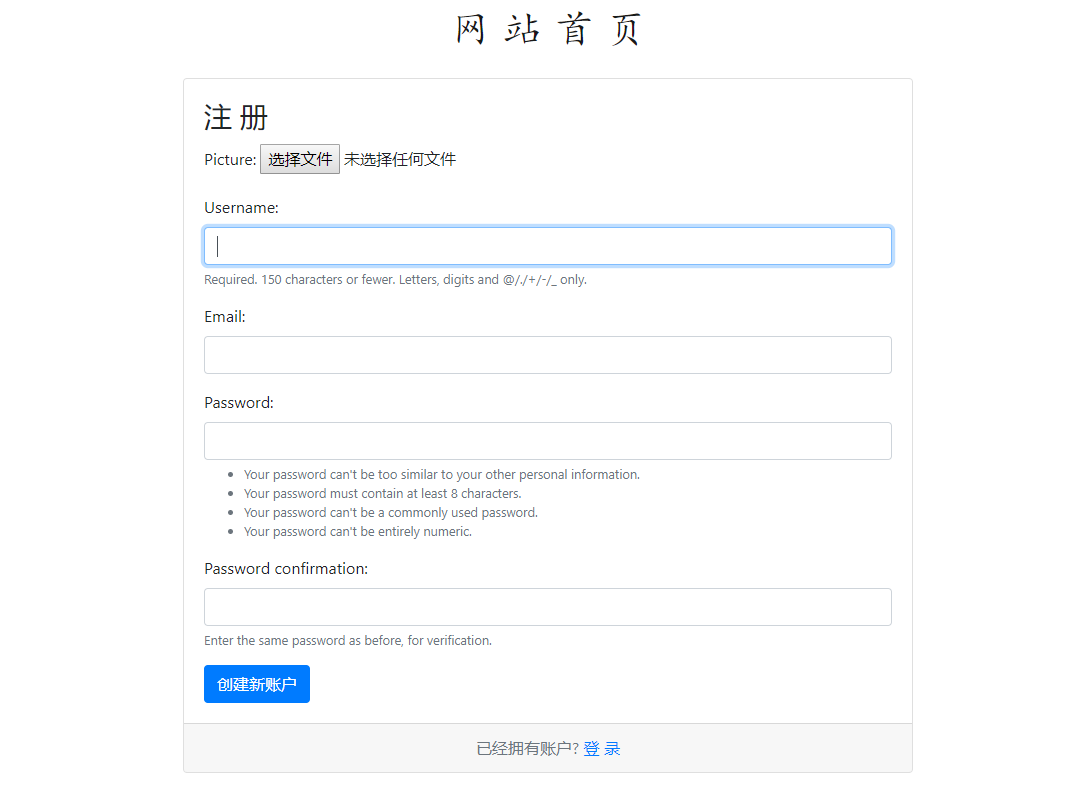 网 站 首 页
注 册
Picture: 选择文件 未选择任何文件
Username:
Required. 150 characters or fewer. Letters, digits and @/./+/-/_ only.
Email:
Password:
Your password can't be too similar to your other personal information.
Your password must contain at least 8 characters.
Your password can't be a commonly used password.
Your password can't be entirely numeric.
Password confirmation:
Enter the same password as before, for verification.
创建新账户
已经拥有账户? 登 录